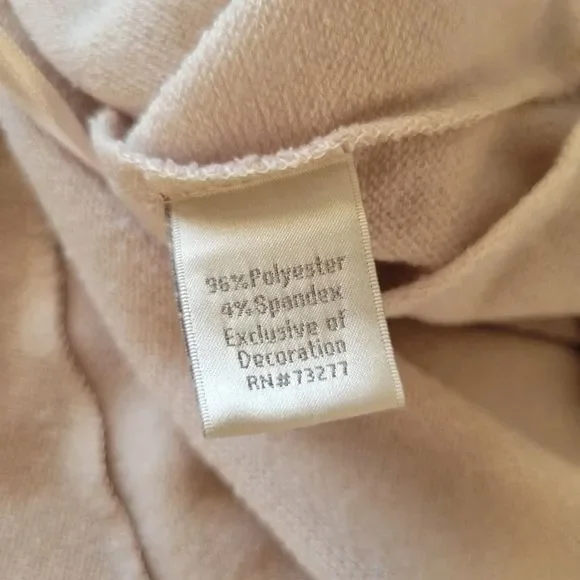 96%Polyester
4%Spandex
Exclusive of
Decoration
RN#73277